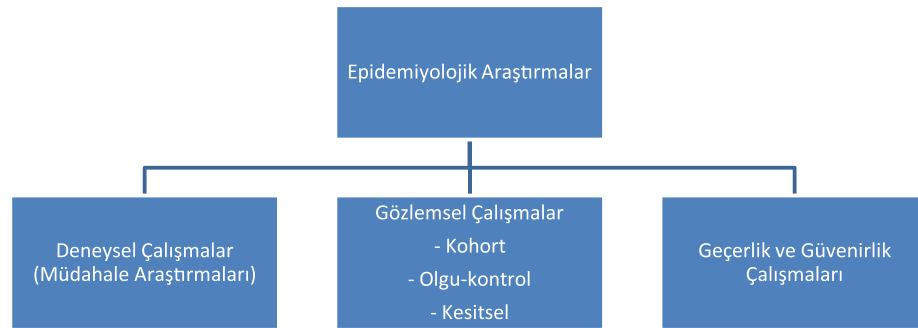 Epidemiyolojik Araştırmalar
Deneysel Çalışmalar
(Müdahale Araştırmaları)
Gözlemsel Çalışmalar
- Kohort
- Olgu-kontrol
- Kesitsel
Geçerlik ve Güvenirlik
Çalışmaları